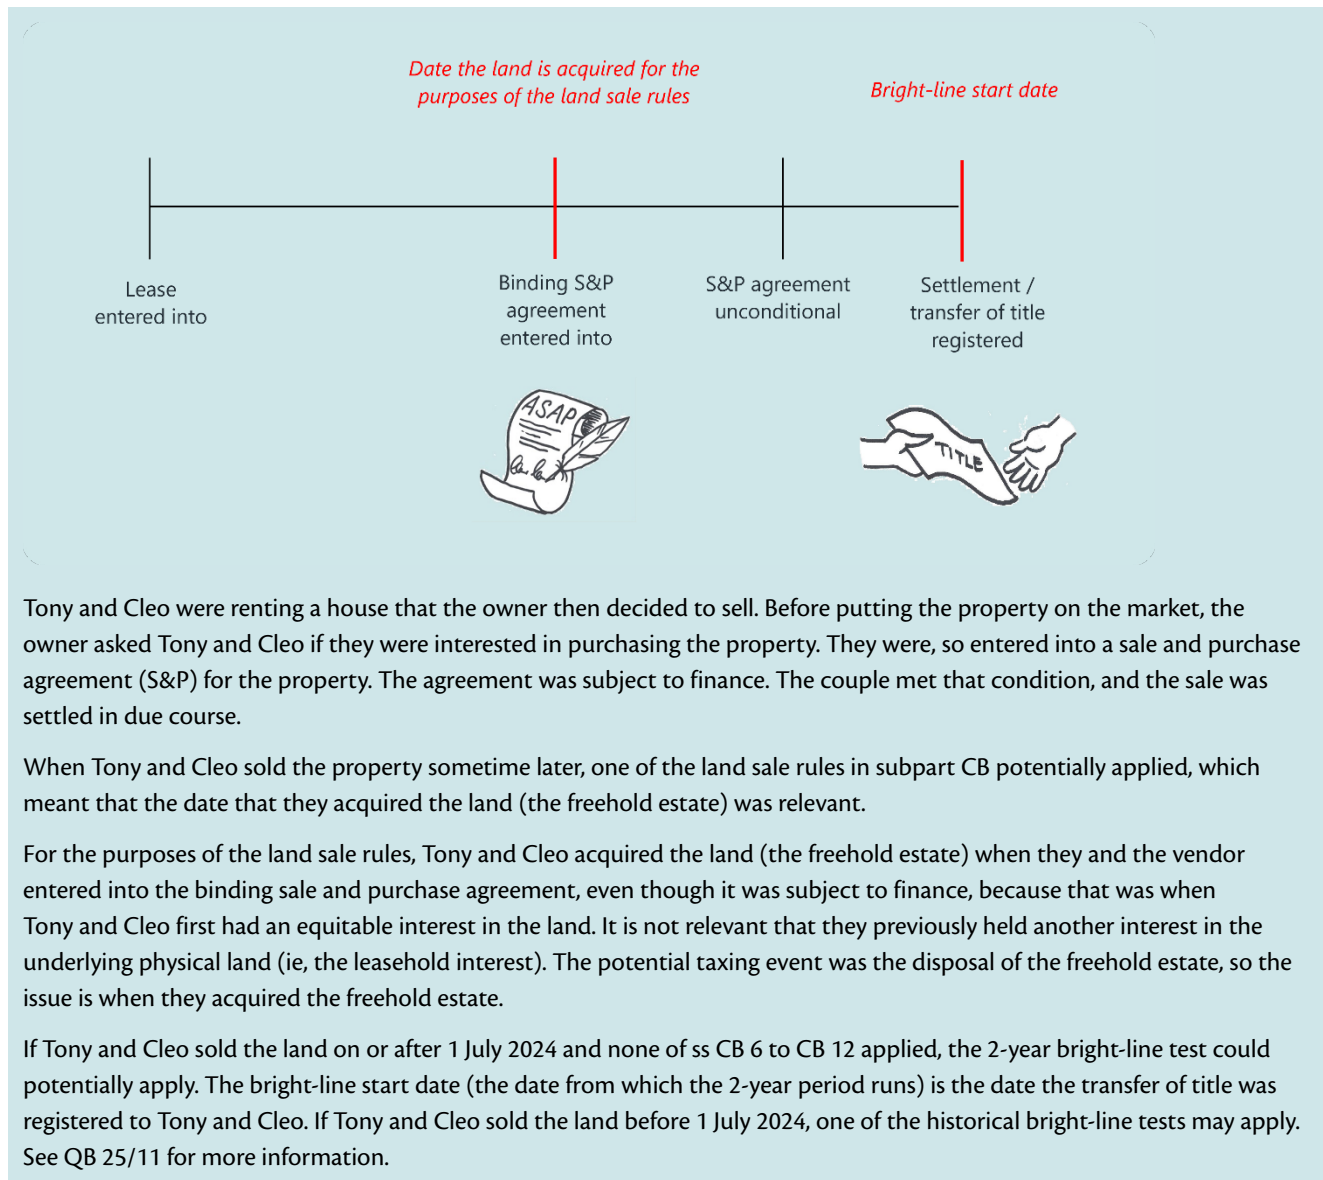 Date the land is acquired for the
purposes of the land sale rules
Bright-line start date
Lease
entered into
Binding S&P
agreement
entered into
S&P agreement
unconditional
Settlement /
transfer of title
registered
ASAP
TITLE
Tony and Cleo were renting a house that the owner then decided to sell. Before putting the property on the market, the
owner asked Tony and Cleo if they were interested in purchasing the property. They were, so entered into a sale and purchase
agreement (S&P) for the property. The agreement was subject to finance. The couple met that condition, and the sale was
settled in due course.
When Tony and Cleo sold the property sometime later, one of the land sale rules in subpart CB potentially applied, which
meant that the date that they acquired the land (the freehold estate) was relevant.
For the purposes of the land sale rules, Tony and Cleo acquired the land (the freehold estate) when they and the vendor
entered into the binding sale and purchase agreement, even though it was subject to finance, because that was when
Tony and Cleo first had an equitable interest in the land. It is not relevant that they previously held another interest in the
underlying physical land (ie, the leasehold interest). The potential taxing event was the disposal of the freehold estate, so the
issue is when they acquired the freehold estate.
If Tony and Cleo sold the land on or after 1 July 2024 and none of ss CB 6 to CB 12 applied, the 2-year bright-line test could
potentially apply. The bright-line start date (the date from which the 2-year period runs) is the date the transfer of title was
registered to Tony and Cleo. If Tony and Cleo sold the land before 1 July 2024, one of the historical bright-line tests may apply.
See QB 25/11 for more information.